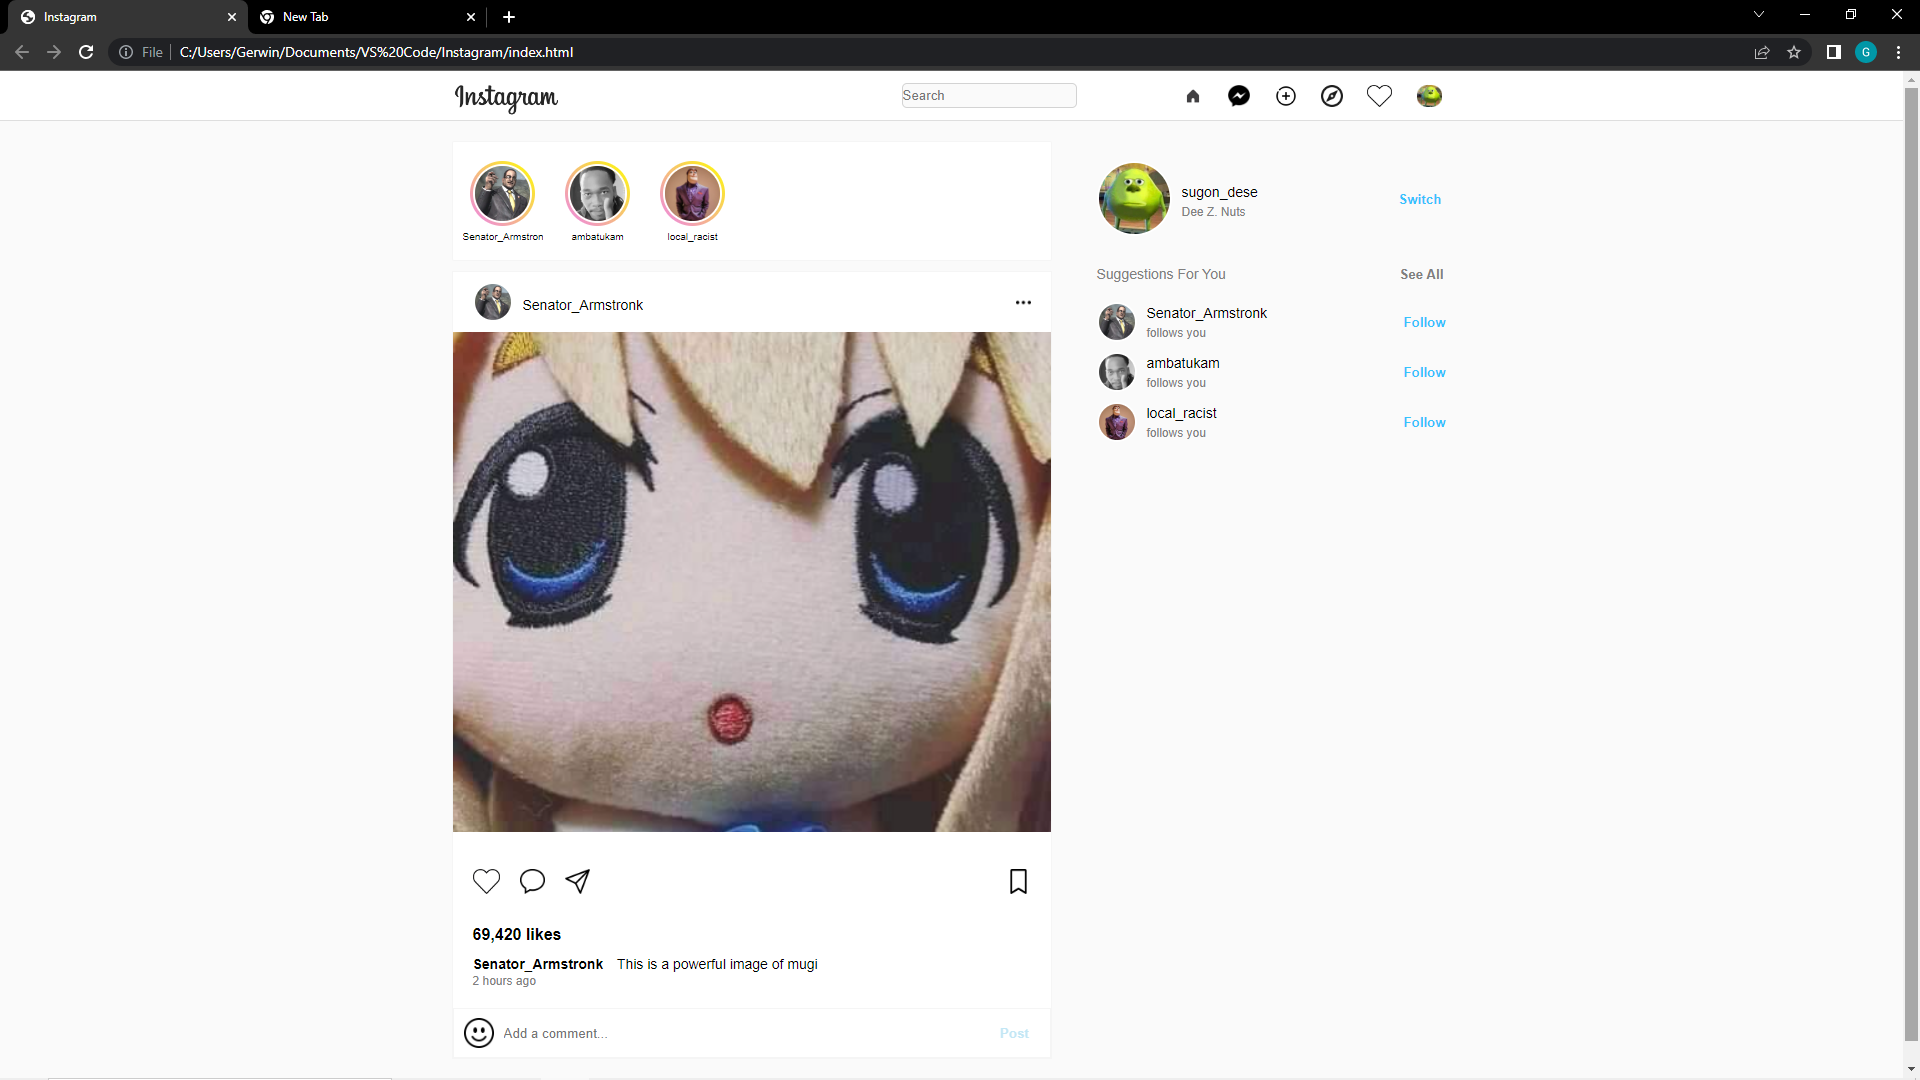 Instagram
New Tab
File
C:/Users/Gerwin/Documents/VS%20Code/Instagram/index.html
G
Instagram
Search
Senator_Armstron
ambatukam
local_racist
Senator_Armstronk
69,420 likes
Senator_Armstronk This is a powerful image of mugi
2 hours ago
Add a comment...
Post
sugon_dese
Dee Z. Nuts
Switch
Suggestions For You
See All
Senator_Armstronk
follows you
Follow
ambatukam
follows you
Follow
local_racist
follows you
Follow